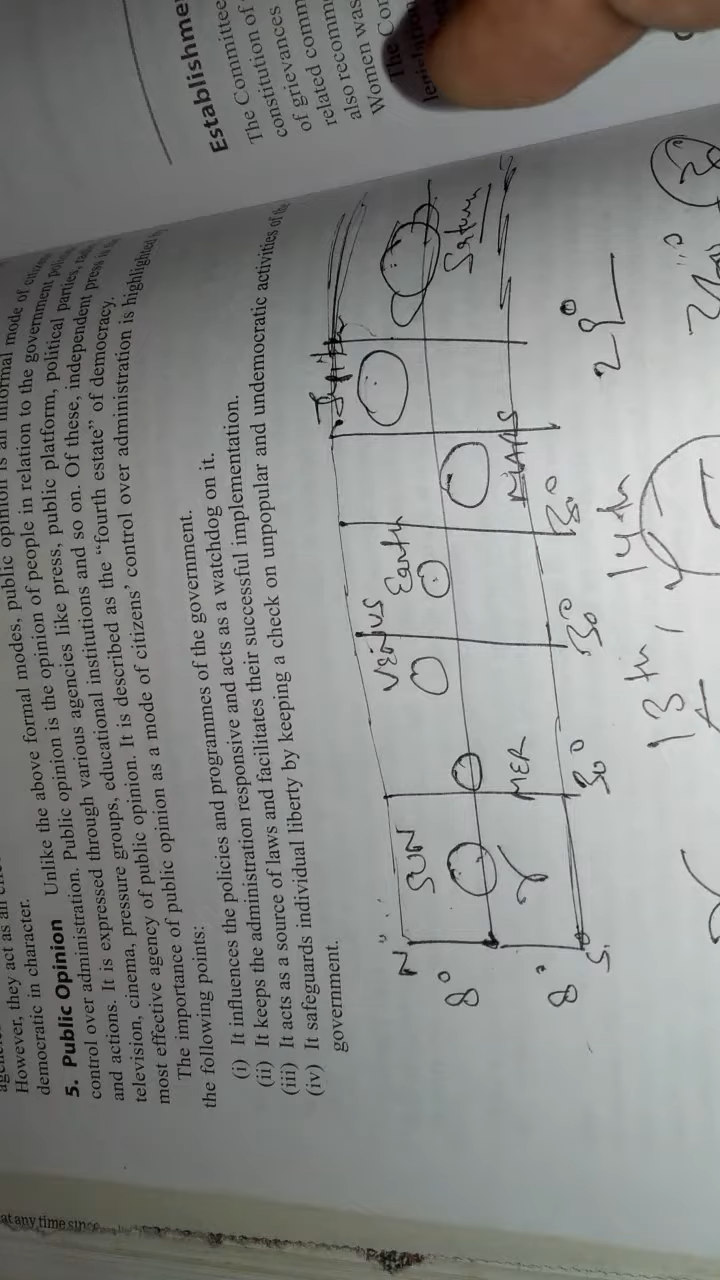 However, they act as an
democratic in character.
5. Public Opinion Unlike the above formal modes, public opinion is an informal mode of citizens
control over administration. Public opinion is the opinion of people in relation to the government
and actions. It is expressed through various agencies like press, public platform, political parties,
television, cinema, pressure groups, educational institutions and so on. Of these, independent press is
most effective agency of public opinion. It is described as the “fourth estate” of democracy.
The importance of public opinion as a mode of citizens’ control over administration is highlighted
the following points:
(i) It influences the policies and programmes of the government.
(ii) It keeps the administration responsive and acts as a watchdog on it.
(iii) It acts as a source of laws and facilitates their successful implementation.
(iv) It safeguards individual liberty by keeping a check on unpopular and undemocratic activities of the
government.
Establishme
The Committee
constitution of
of grievances
related comm
also recomm
Women was
The Con
at any time since
N
SUN
VENUS
Earth
Saturn
8°
MER
MARS
8°
S
30°
30°
30°
13th, 14th